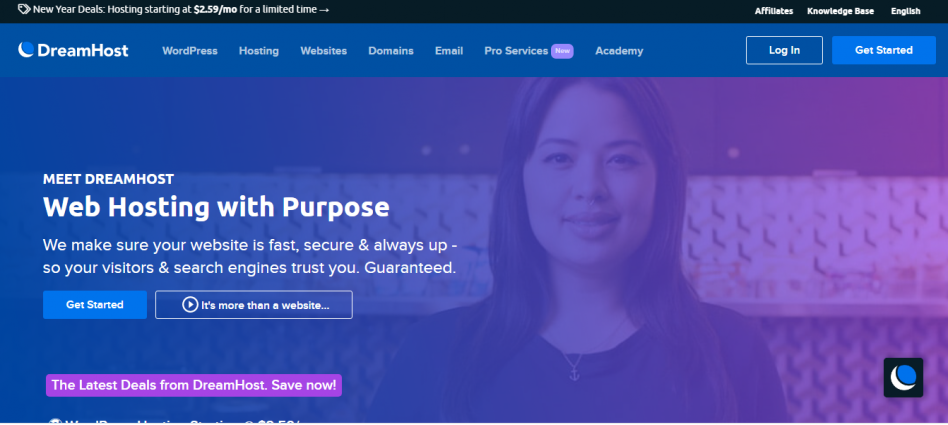 New Year Deals: Hosting starting at $2.59/mo for a limited time →
Affiliates Knowledge Base English
DreamHost WordPress Hosting Websites Domains Email Pro Services New Academy Log In Get Started
MEET DREAMHOST
Web Hosting with Purpose
We make sure your website is fast, secure & always up -
so your visitors & search engines trust you. Guaranteed.
Get Started It's more than a website...
The Latest Deals from DreamHost. Save now!